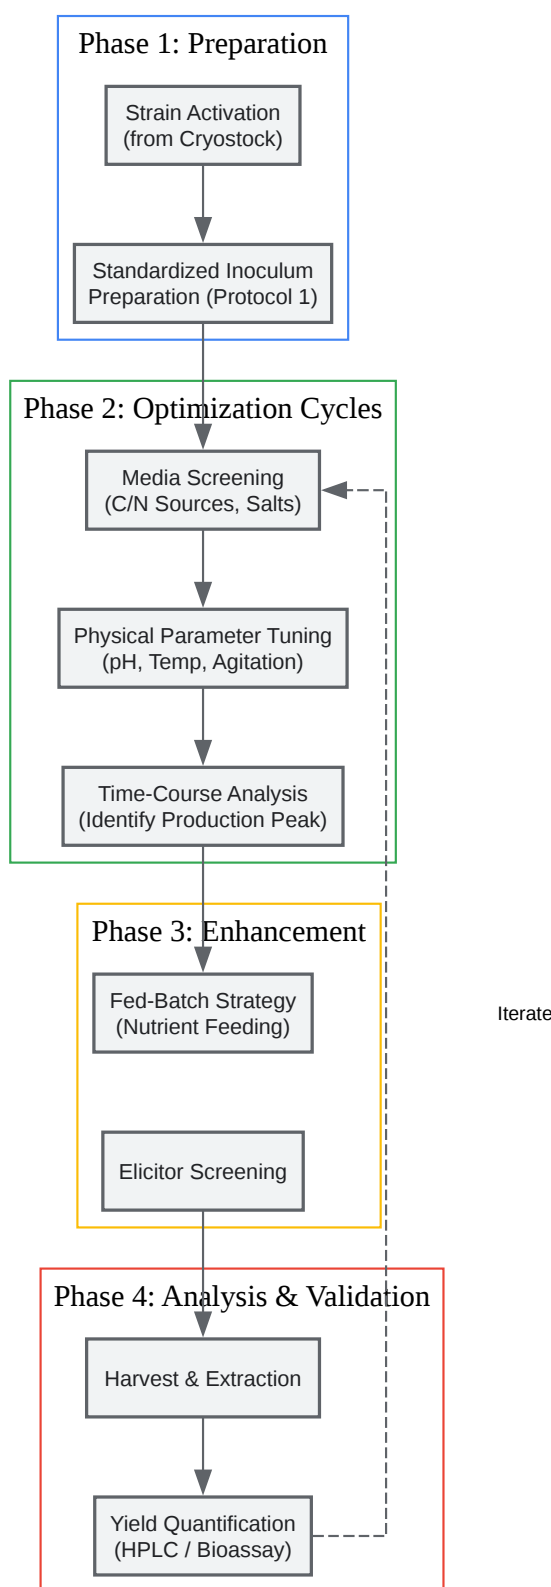 Phase 1: Preparation
Strain Activation
(from Cryostock)
Standardized Inoculum
Preparation (Protocol 1)
Phase 2: Optimization Cycles
Media Screening
(C/N Sources, Salts)
Physical Parameter Tuning
(pH, Temp, Agitation)
Time-Course Analysis
(Identify Production Peak)
Phase 3: Enhancement
Fed-Batch Strategy
(Nutrient Feeding)
Iterate
Elicitor Screening
Phase 4: Analysis & Validation
Harvest & Extraction
Yield Quantification
(HPLC / Bioassay)